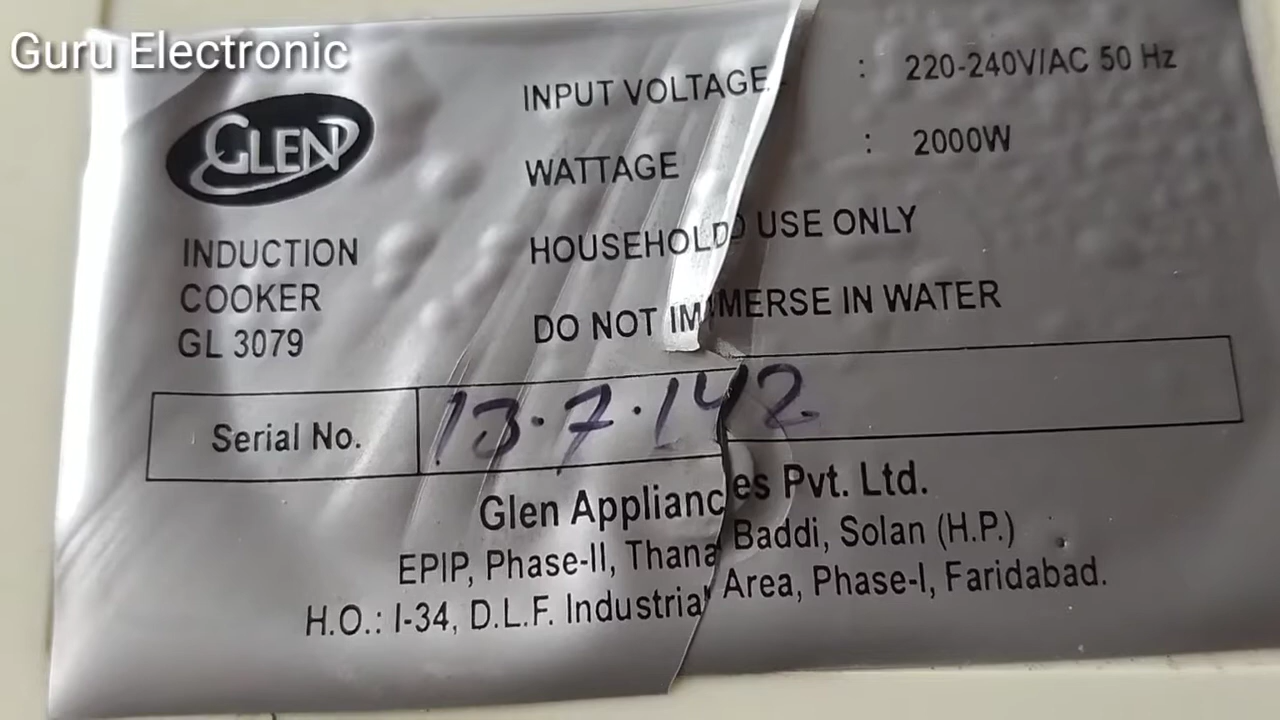 Guru Electronic
GLEN
INDUCTION
COOKER
GL 3079
INPUT VOLTAGE : 220-240V/AC 50 Hz
WATTAGE : 2000W
HOUSEHOLD USE ONLY
DO NOT IMMERSE IN WATER
Serial No. 13.7.142
Glen Appliances Pvt. Ltd.
EPIP, Phase-II, Thana Baddi, Solan (H.P.)
H.O.: I-34, D.L.F. Industrial Area, Phase-I, Faridabad.